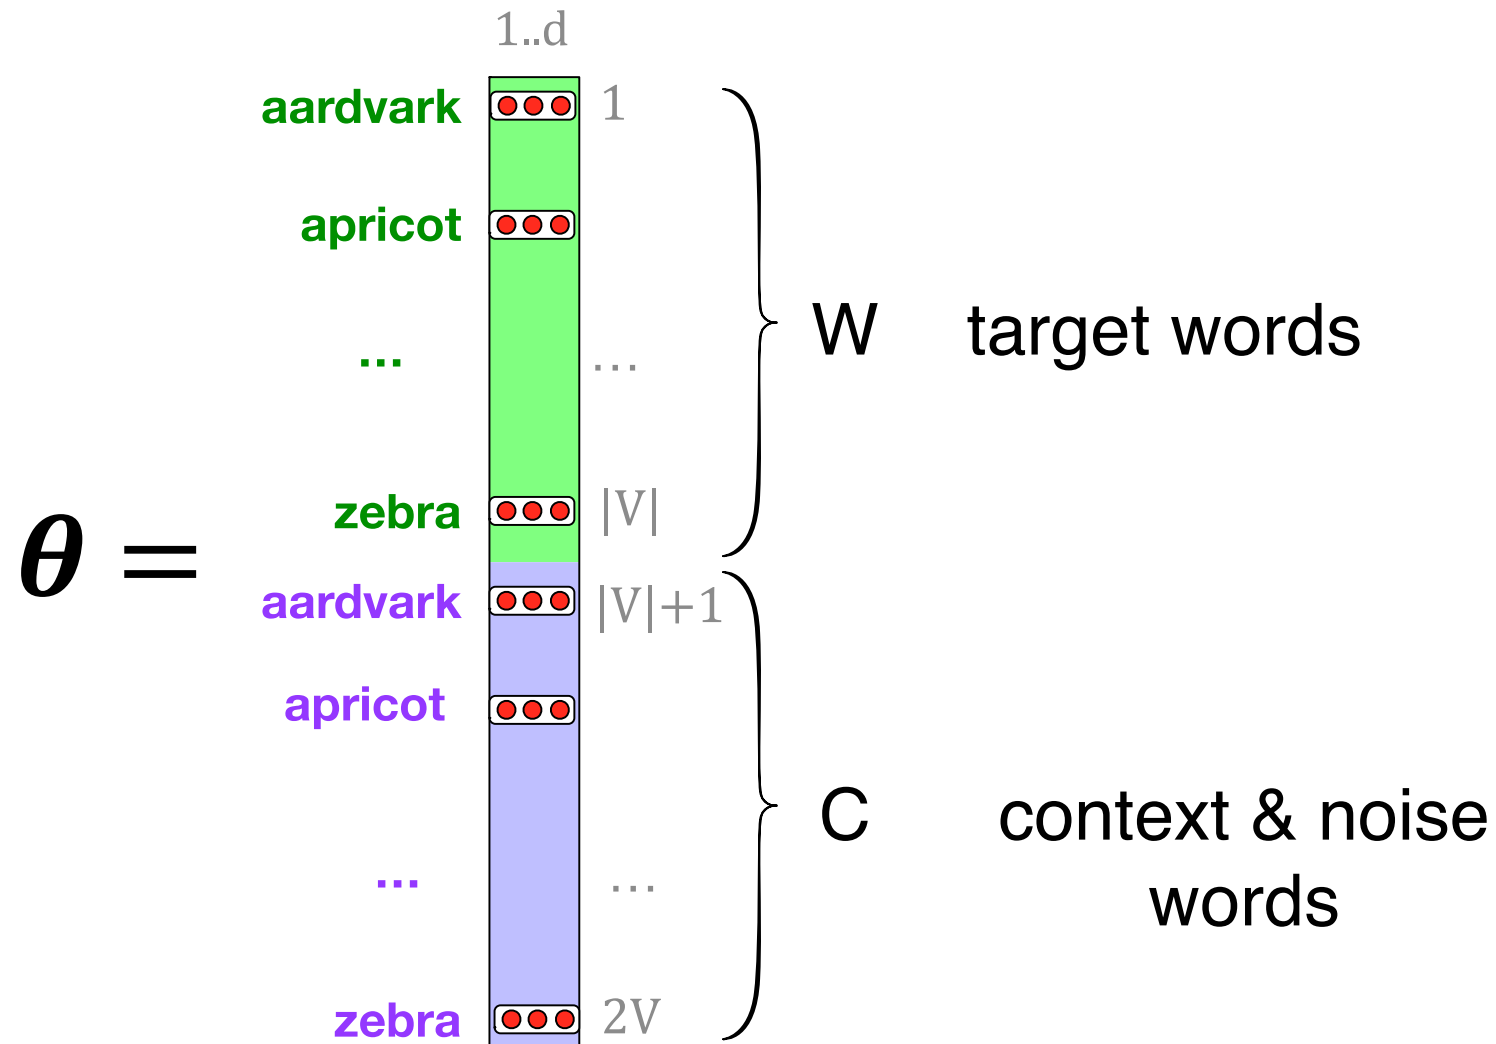 1..d
aardvark 1
apricot
... ...
W target words
zebra |V|
θ =
aardvark |V|+1
apricot
C context & noise
words
... ...
zebra 2V